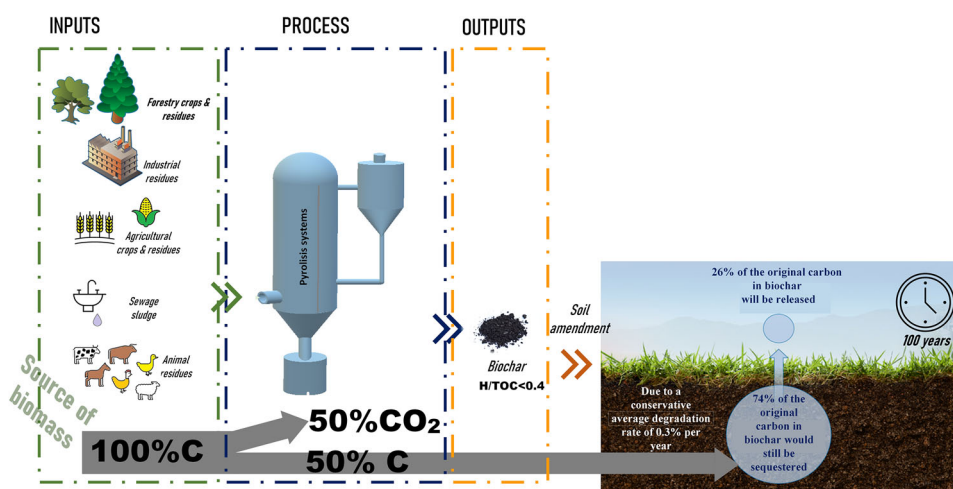 INPUTS
PROCESS
OUTPUTS
Forestry crops &
residues
Industrial
residues
Agricultural
crops & residues
Sewage
sludge
Animal
residues
Source of
biomass
Pyrolisis systems
Biochar
H/TOC<0.4
Soil
amendment
26% of the original carbon
in biochar
will be released
100 years
Due to a
conservative
average degradation
rate of 0.3% per
year
74% of the
original
carbon in
biochar would
still be
sequestered
100%C
50%CO₂
50% C